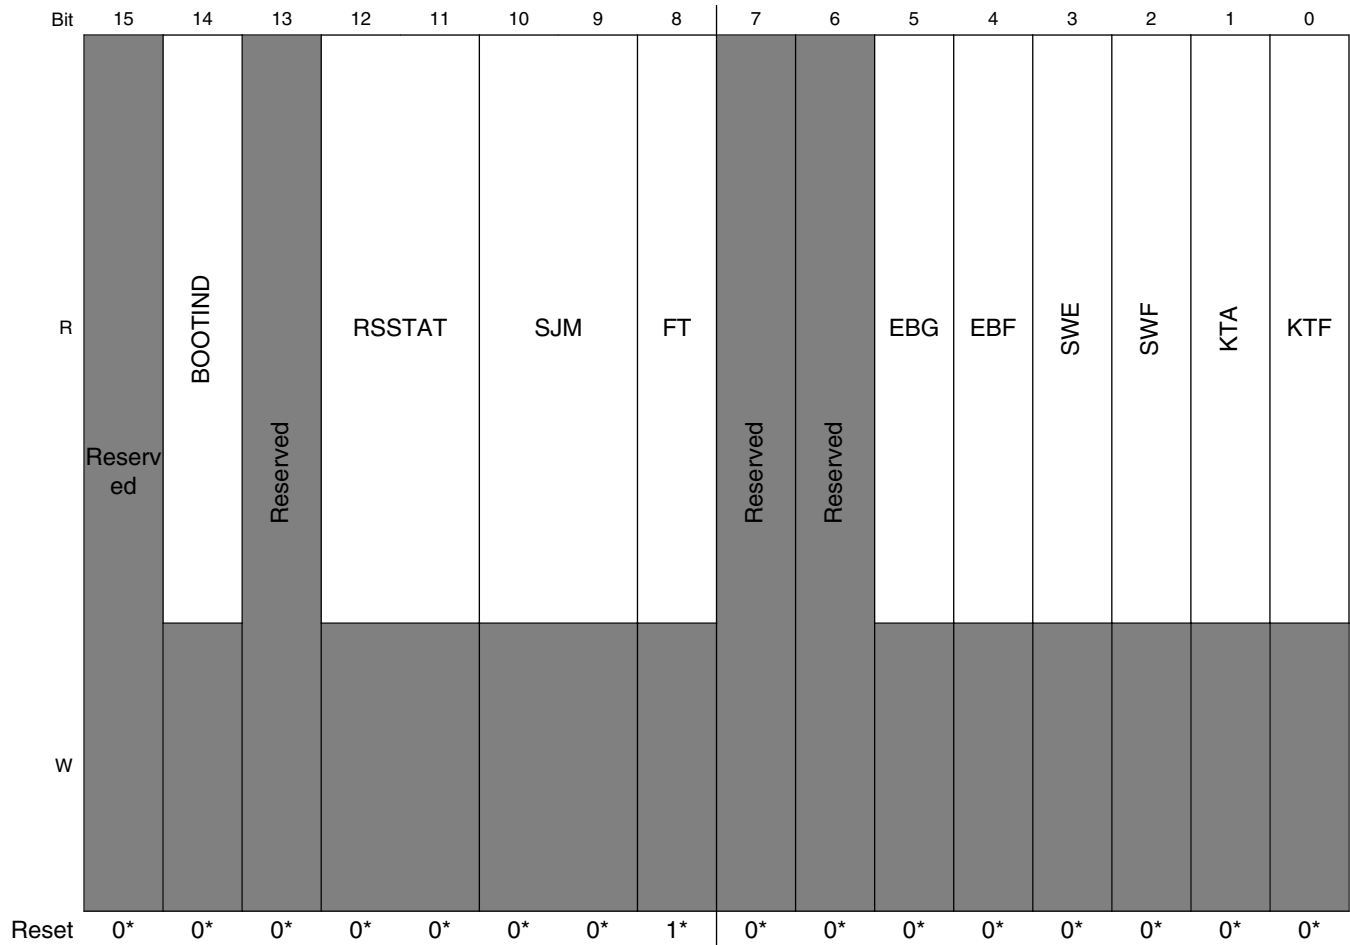 Bit 15 14 13 12 11 10 9 8 7 6 5 4 3 2 1 0
R
Reserv
ed
BOOTIND
Reserved
RSSTAT
SJM
FT
Reserved
Reserved
EBG
EBF
SWE
SWF
KTA
KTF
W
Reset 0* 0* 0* 0* 0* 0* 0* 1* 0* 0* 0* 0* 0* 0* 0* 0*